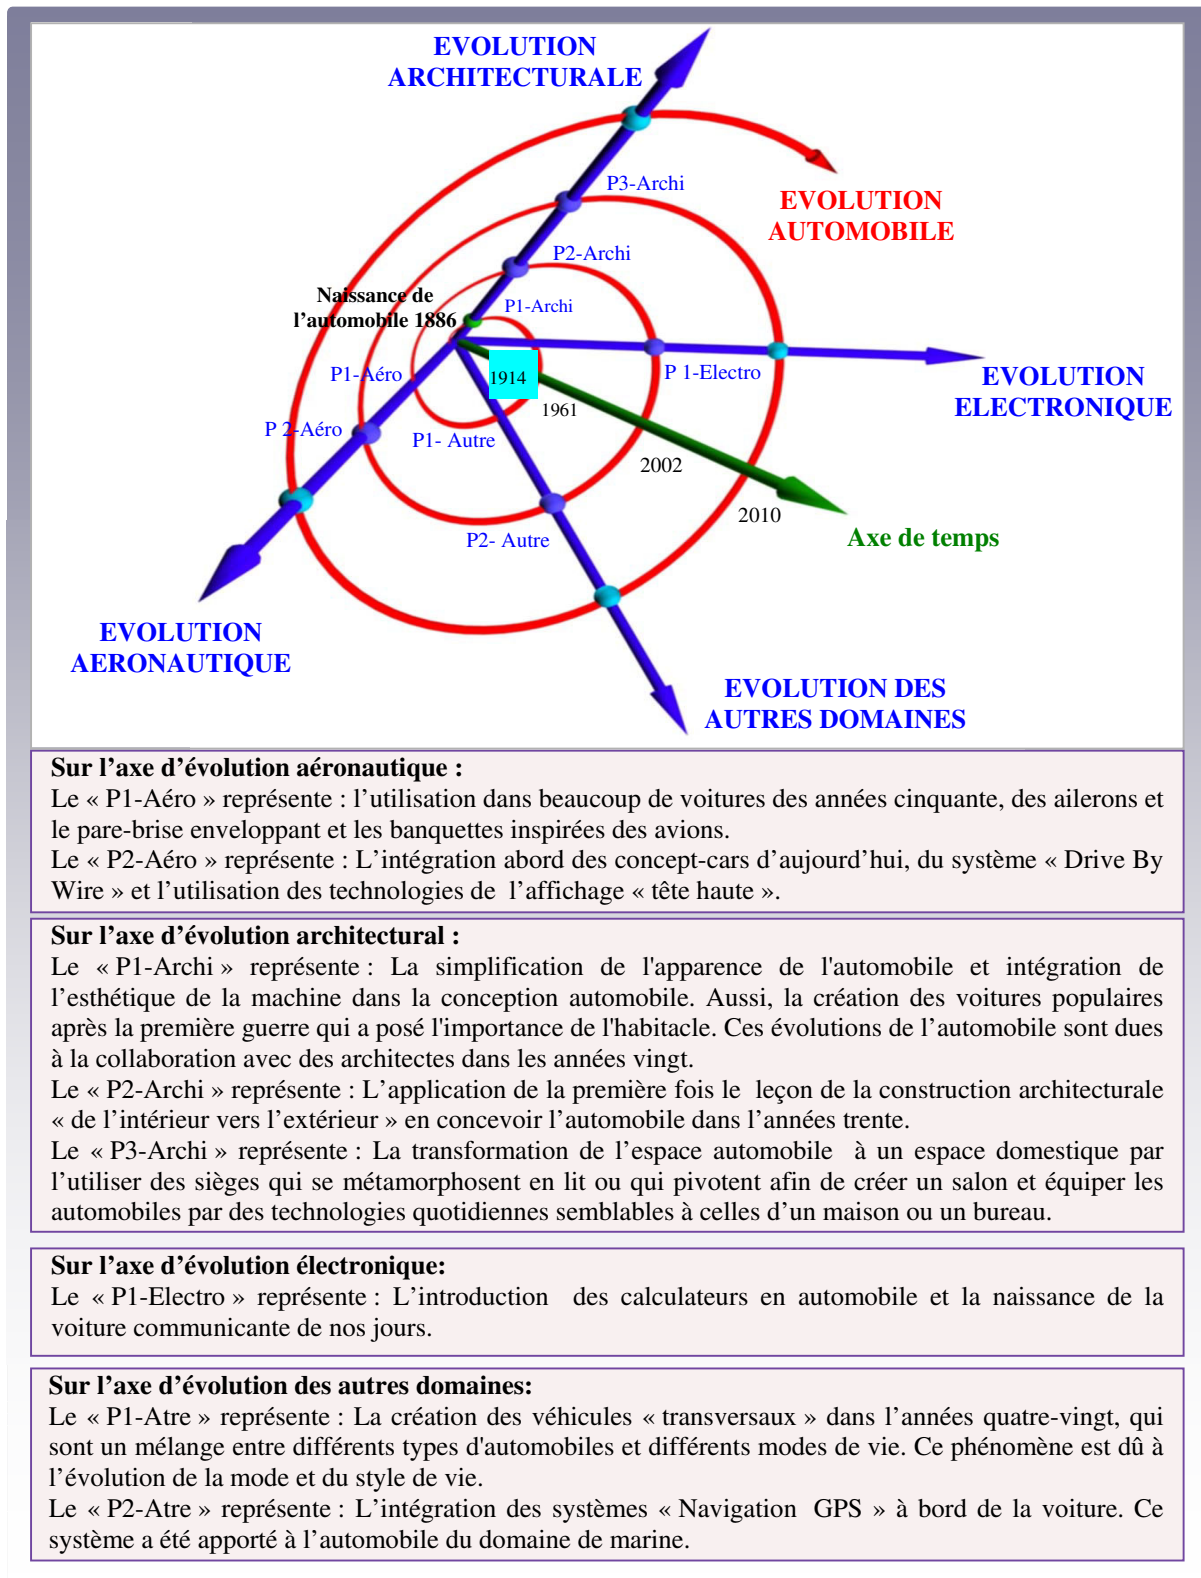 EVOLUTION
ARCHITECTURALE
P3-Archi
EVOLUTION
AUTOMOBILE
P2-Archi
Naissance de
l’automobile 1886
P1-Archi
P1-Aéro
1914
P 1-Electro
EVOLUTION
ELECTRONIQUE
1961
P 2-Aéro
P1- Autre
2002
2010
P2- Autre
Axe de temps
EVOLUTION
AERONAUTIQUE
EVOLUTION DES
AUTRES DOMAINES
Sur l’axe d’évolution aéronautique :
Le « P1-Aéro » représente : l’utilisation dans beaucoup de voitures des années cinquante, des ailerons et
le pare-brise enveloppant et les banquettes inspirées des avions.
Le « P2-Aéro » représente : L’intégration abord des concept-cars d’aujourd’hui, du système « Drive By
Wire » et l’utilisation des technologies de l’affichage « tête haute ».
Sur l’axe d’évolution architectural :
Le « P1-Archi » représente : La simplification de l'apparence de l'automobile et intégration de
l’esthétique de la machine dans la conception automobile. Aussi, la création des voitures populaires
après la première guerre qui a posé l'importance de l'habitacle. Ces évolutions de l’automobile sont dues
à la collaboration avec des architectes dans les années vingt.
Le « P2-Archi » représente : L’application de la première fois le leçon de la construction architecturale
« de l’intérieur vers l’extérieur » en concevoir l’automobile dans l’années trente.
Le « P3-Archi » représente : La transformation de l’espace automobile à un espace domestique par
l’utiliser des sièges qui se métamorphosent en lit ou qui pivotent afin de créer un salon et équiper les
automobiles par des technologies quotidiennes semblables à celles d’un maison ou un bureau.
Sur l’axe d’évolution électronique:
Le « P1-Electro » représente : L’introduction des calculateurs en automobile et la naissance de la
voiture communicante de nos jours.
Sur l’axe d’évolution des autres domaines:
Le « P1-Atre » représente : La création des véhicules « transversaux » dans l’années quatre-vingt, qui
sont un mélange entre différents types d'automobiles et différents modes de vie. Ce phénomène est dû à
l’évolution de la mode et du style de vie.
Le « P2-Atre » représente : L’intégration des systèmes « Navigation GPS » à bord de la voiture. Ce
système a été apporté à l’automobile du domaine de marine.